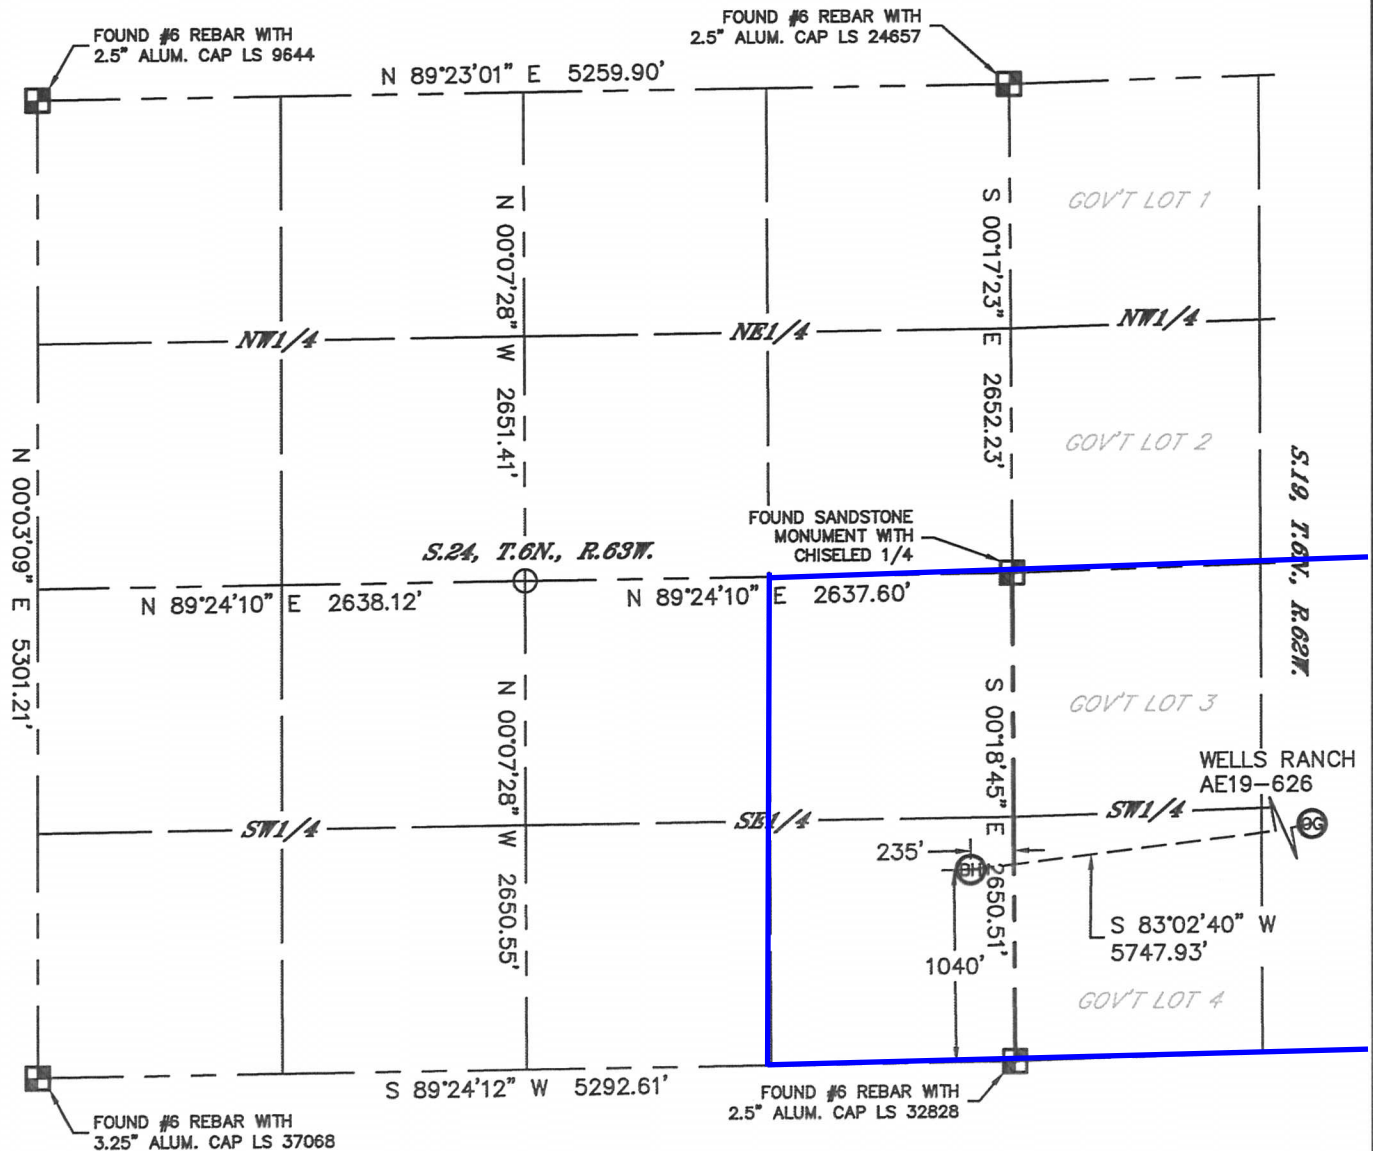 FOUND #6 REBAR WITH
2.5" ALUM. CAP LS 9644
FOUND #6 REBAR WITH
2.5" ALUM. CAP LS 24657
N 89°23'01" E 5259.90'
N 00°07'28" W 2651.41'
S 00°17'23" E 2652.23'
GOV'T LOT 1
NW1/4
NE1/4
NW1/4
GOV'T LOT 2
N 00°03'09" E 5301.21'
S.19, T.6N., R.62W.
FOUND SANDSTONE
MONUMENT WITH
CHISELED 1/4
S.24, T.6N., R.63W.
N 89°24'10" E 2638.12'
N 89°24'10" E 2637.60'
N 00°07'28" W 2650.55'
S 00°18'45" E 2650.51'
GOV'T LOT 3
WELLS RANCH
AE19-626
SW1/4
SE1/4
SW1/4
OG
235'
BH
S 83°02'40" W
5747.93'
1040'
GOV'T LOT 4
S 89°24'12" W 5292.61'
FOUND #6 REBAR WITH
2.5" ALUM. CAP LS 32828
FOUND #6 REBAR WITH
3.25" ALUM. CAP LS 37068